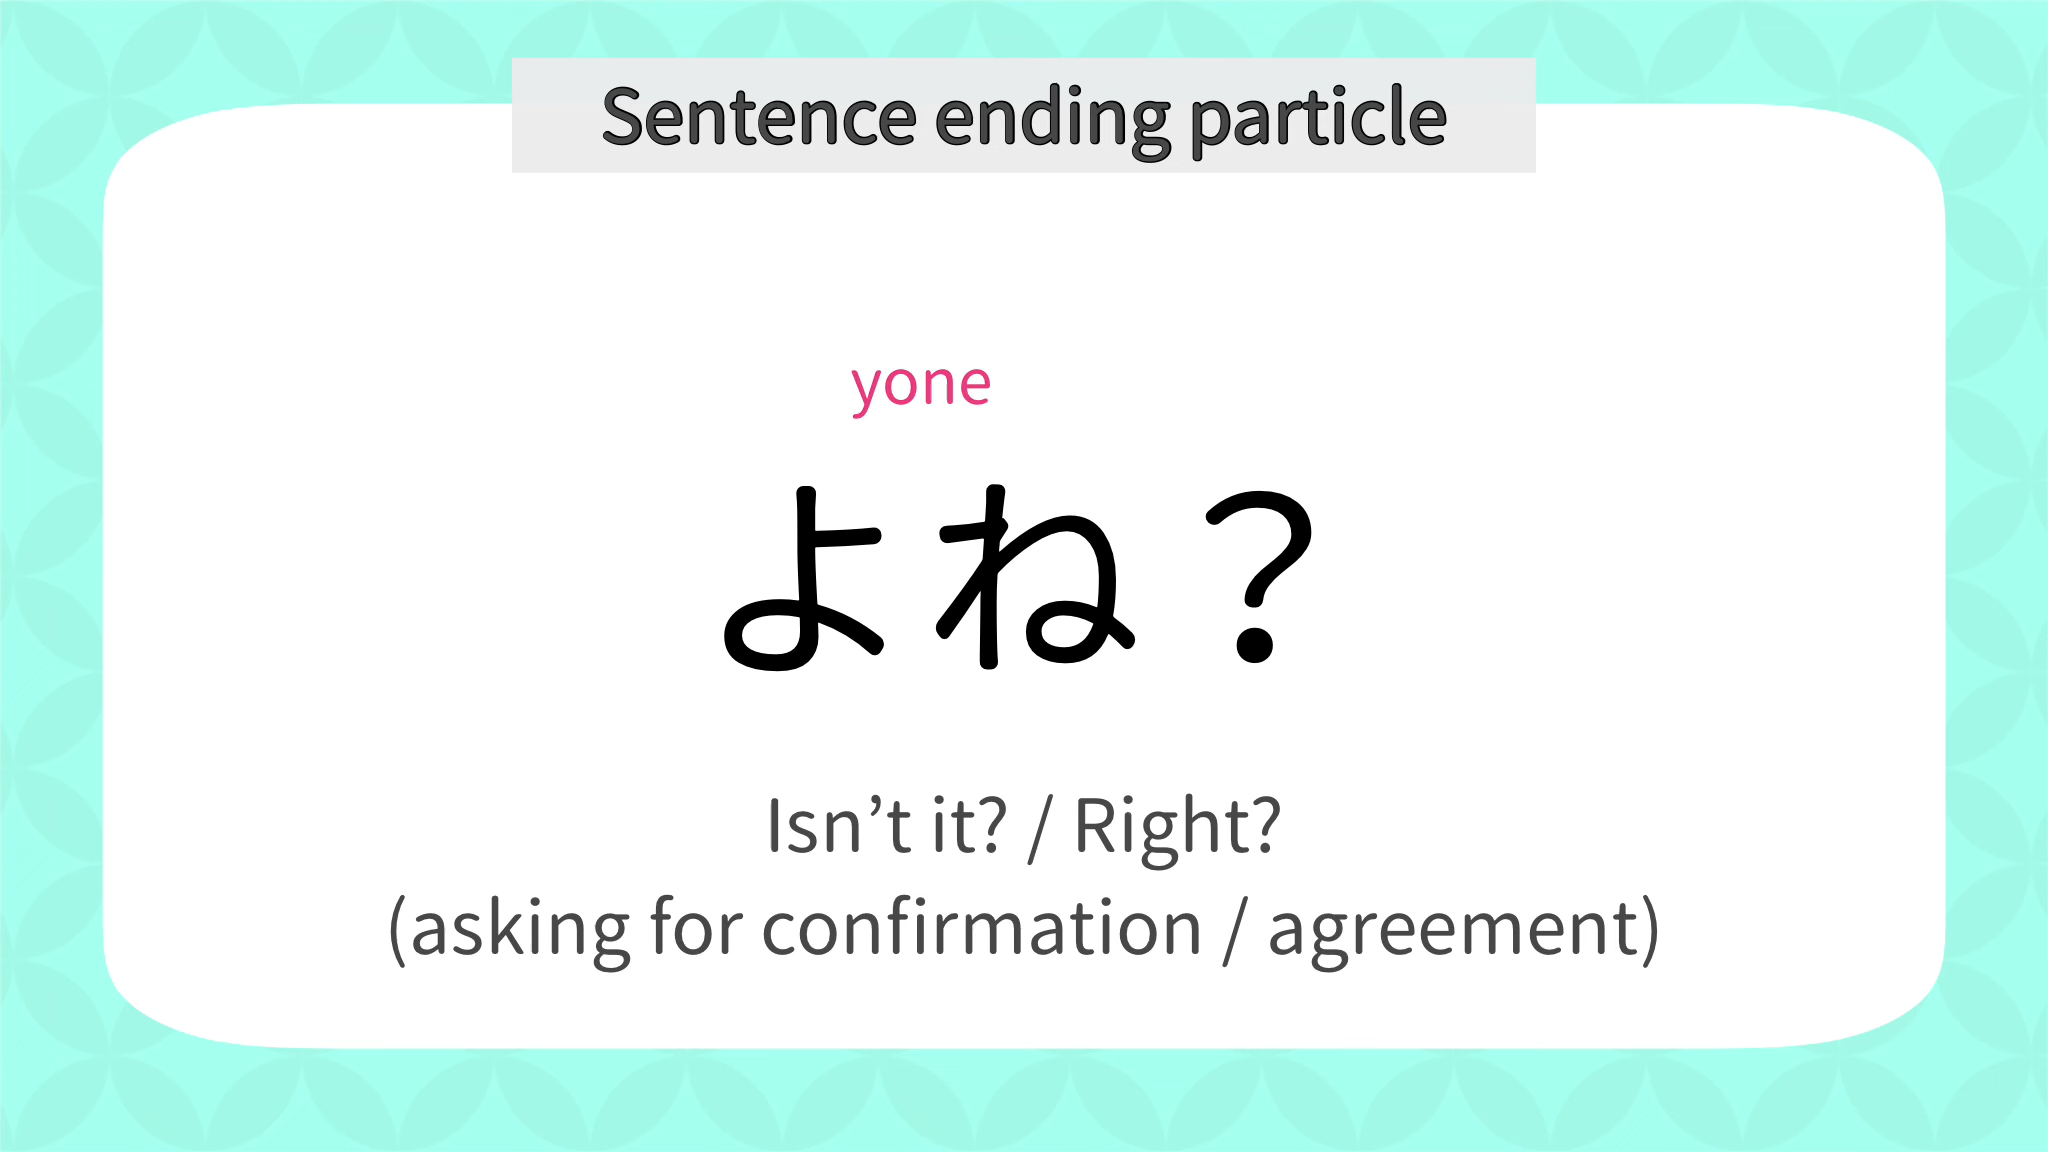 Sentence ending particle
yone
よね？
Isn’t it? / Right?
(asking for confirmation / agreement)